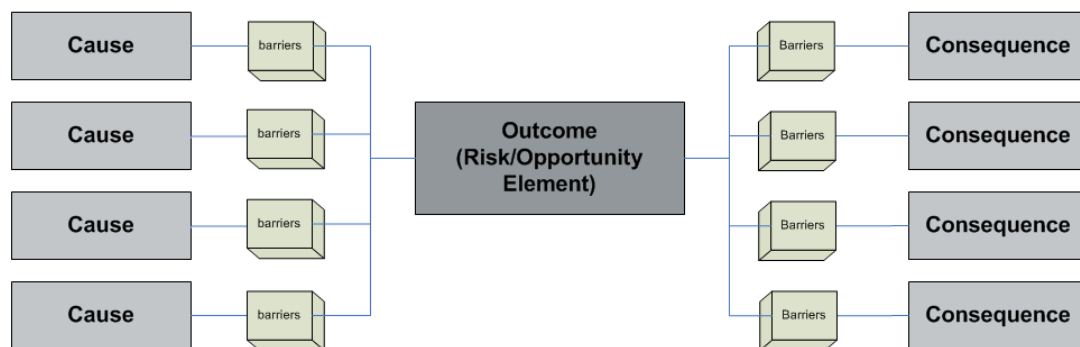 Cause
barriers
Barriers
Consequence
Cause
barriers
Outcome
(Risk/Opportunity
Element)
Barriers
Consequence
Cause
barriers
Barriers
Consequence
Cause
barriers
Barriers
Consequence